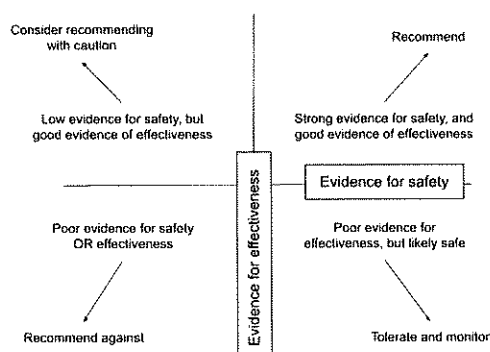 Consider recommending
with caution
Recommend
Low evidence for safety, but
good evidence of effectiveness
Strong evidence for safety, and
good evidence of effectiveness
Evidence for effectiveness
Evidence for safety
Poor evidence for safety
OR effectiveness
Poor evidence for
effectiveness, but likely safe
Recommend against
Tolerate and monitor